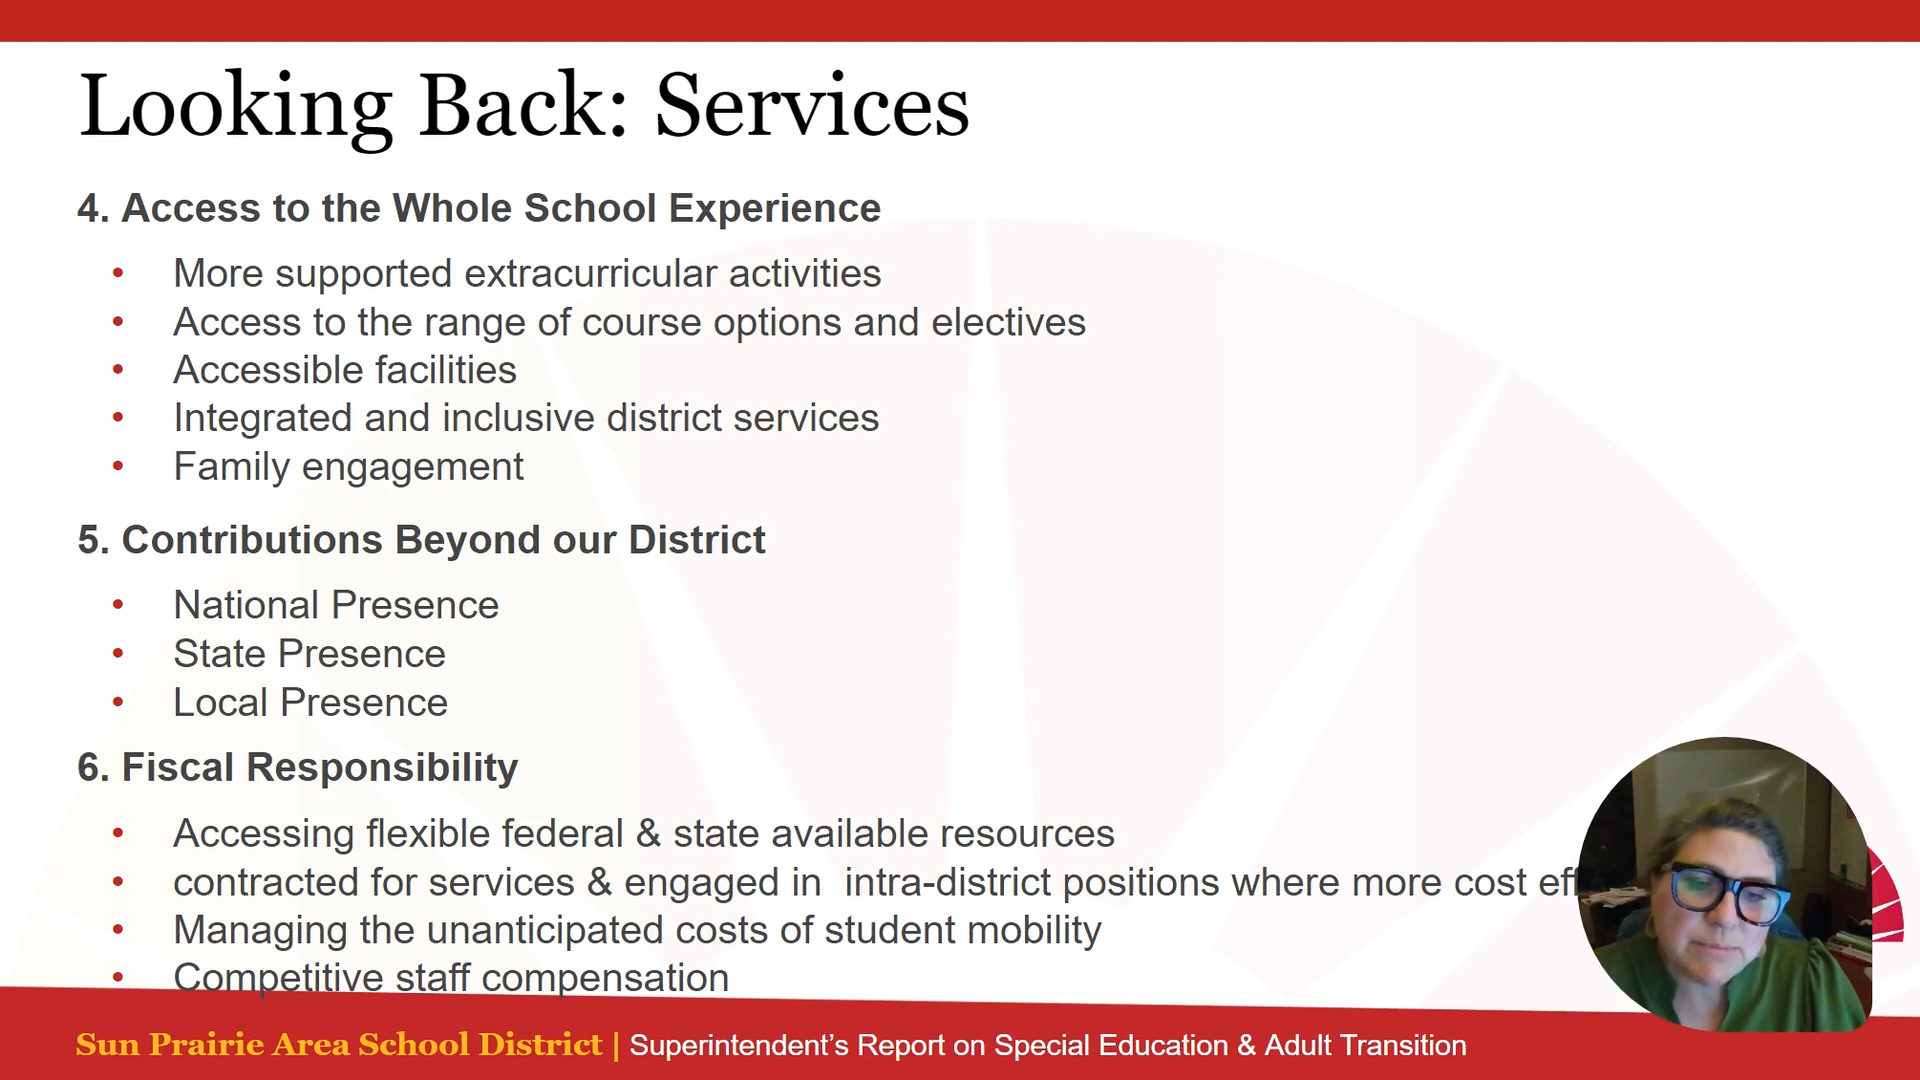 Looking Back: Services
4. Access to the Whole School Experience
• More supported extracurricular activities
• Access to the range of course options and electives
• Accessible facilities
• Integrated and inclusive district services
• Family engagement
5. Contributions Beyond our District
• National Presence
• State Presence
• Local Presence
6. Fiscal Responsibility
• Accessing flexible federal & state available resources
• contracted for services & engaged in  intra-district positions where more cost
• Managing the unanticipated costs of student mobility
• Competitive staff compensation
Sun Prairie Area School District | Superintendent’s Report on Special Education & Adult Transition